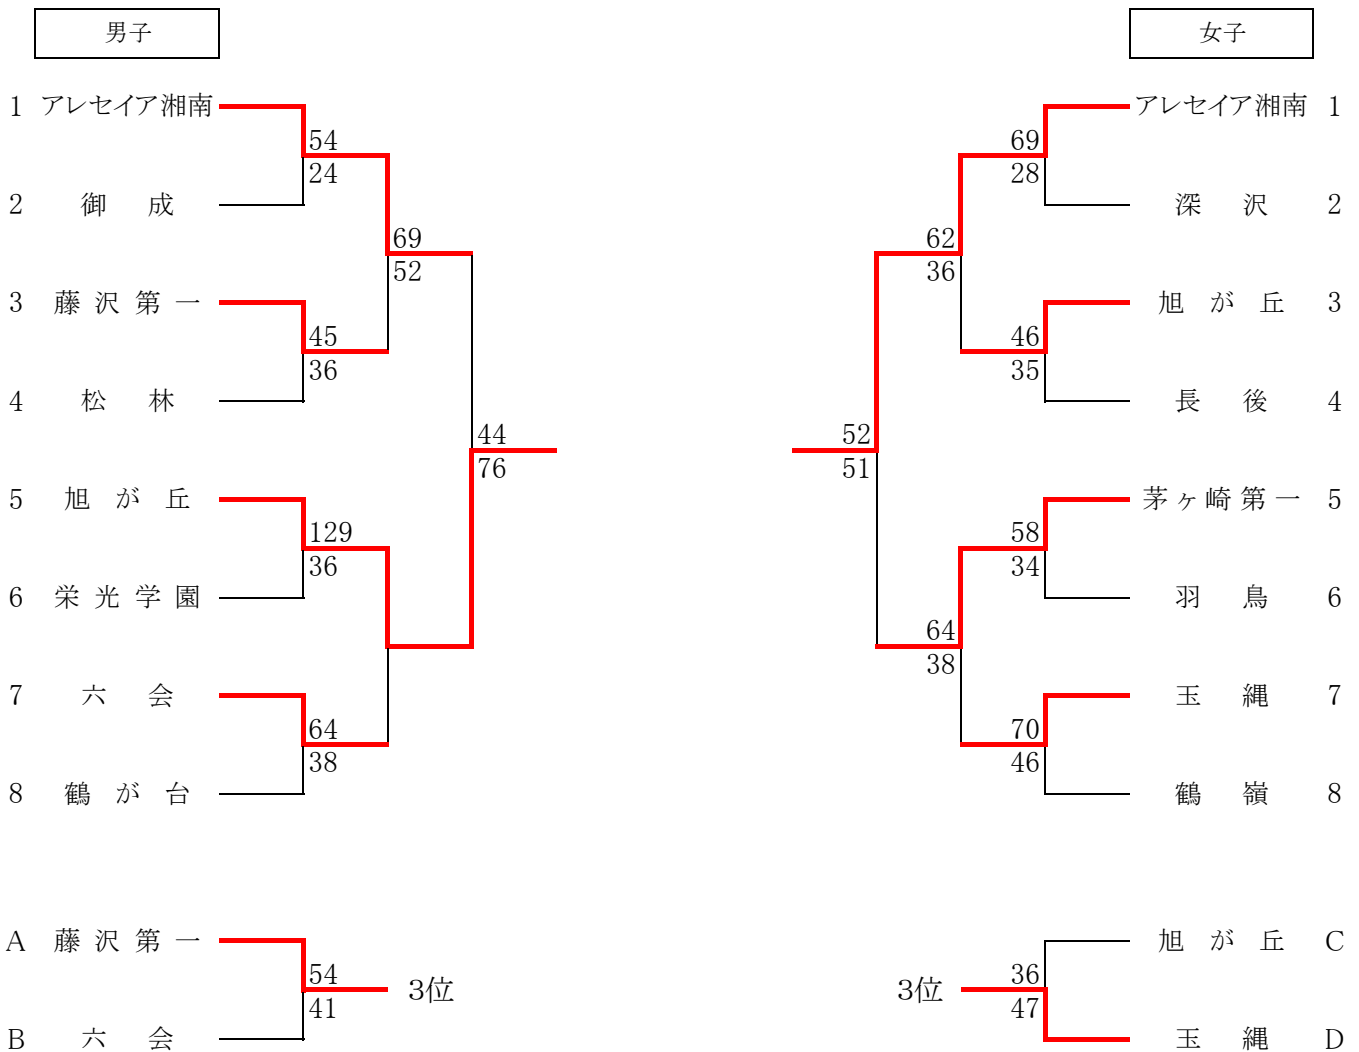 男子
1 アレセイア湘南
54
24
2 御成
69
52
3 藤沢第一
45
36
4 松林
44
76
5 旭が丘
129
36
6 栄光学園
7 六会
64
38
8 鶴が台
A 藤沢第一
54
41
3位
B 六会
女子
アレセイア湘南 1
69
28
深沢 2
62
36
旭が丘 3
46
35
長後 4
52
51
茅ヶ崎第一 5
58
34
羽鳥 6
64
38
玉縄 7
70
46
鶴嶺 8
旭が丘 C
36
47
3位
玉縄 D